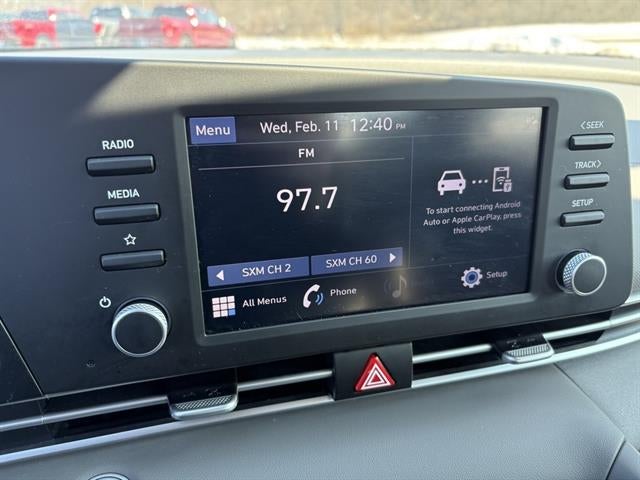 RADIO
MEDIA
Menu
Wed, Feb. 11 12:40 PM
FM
97.7
SXM CH 2
SXM CH 60
To start connecting Android
Auto or Apple CarPlay, press
this widget.
All Menus
Phone
Setup
<SEEK
TRACK>
SETUP